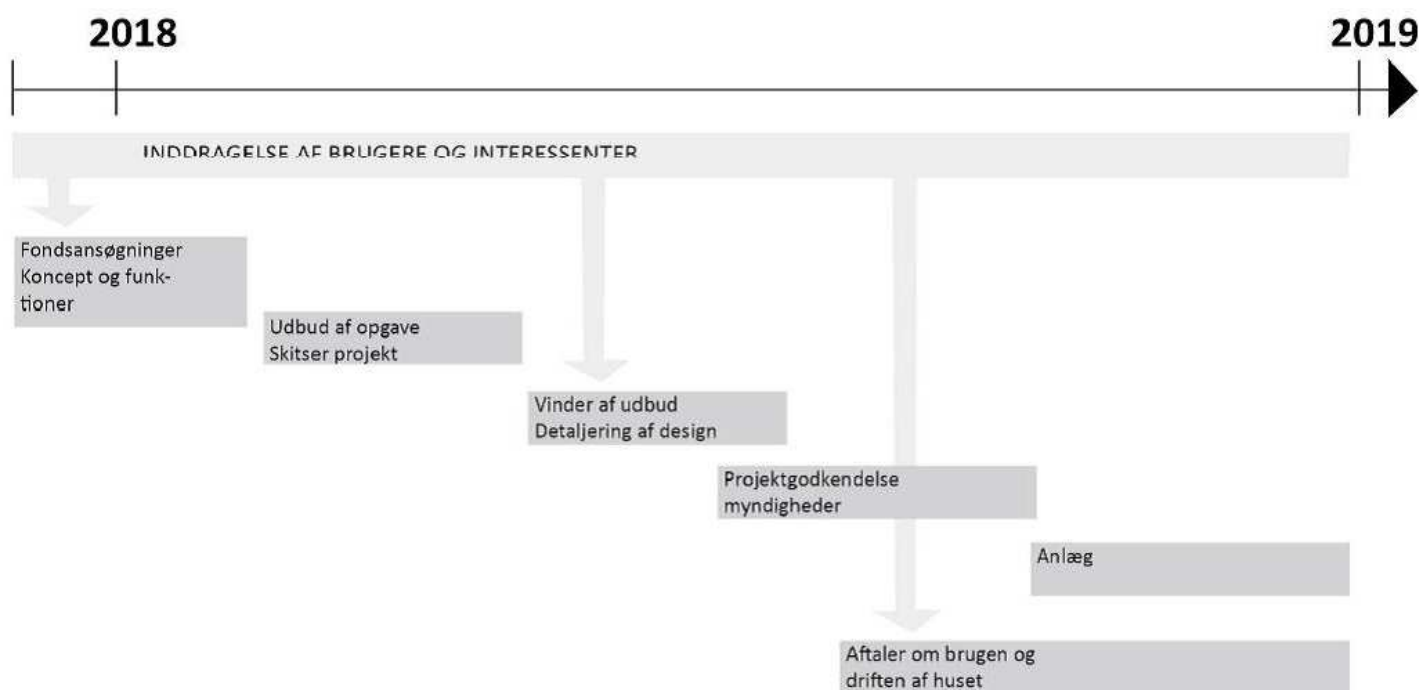 2018
2019
INDDRAGELSE AF BRUGERE OG INTERESSENTER
Fondsansøgninger
Koncept og funk-
tioner
Udbud af opgave
Skitser projekt
Vinder af udbud
Detaljering af design
Projektgodkendelse
myndigheder
Anlæg
Aftaler om brugen og
driften af huset